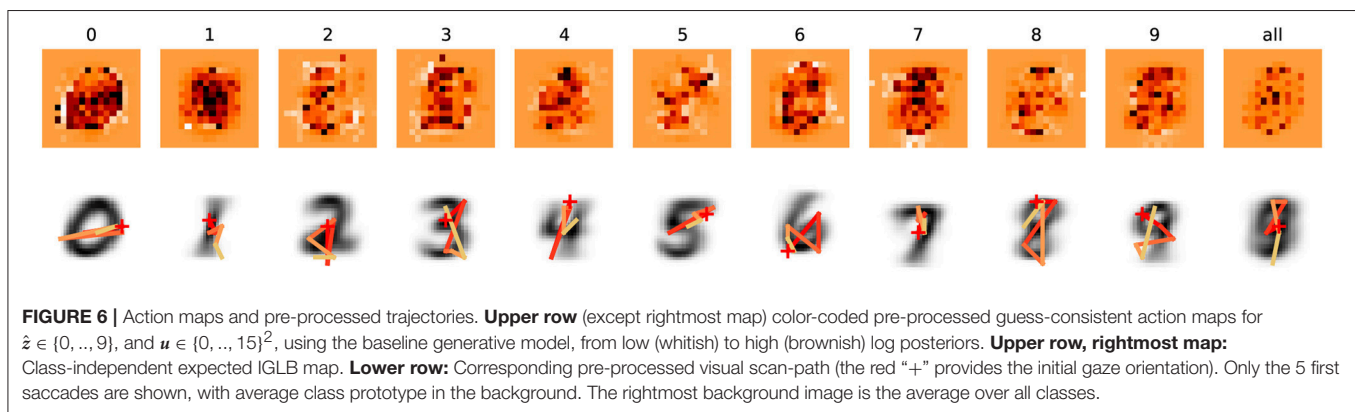 0 1 2 3 4 5 6 7 8 9 all
FIGURE 6 | Action maps and pre-processed trajectories. Upper row (except rightmost map) color-coded pre-processed guess-consistent action maps for
ẑ ∈ {0, .., 9}, and u ∈ {0, .., 15}², using the baseline generative model, from low (whitish) to high (brownish) log posteriors. Upper row, rightmost map:
Class-independent expected IGLB map. Lower row: Corresponding pre-processed visual scan-path (the red “+” provides the initial gaze orientation). Only the 5 first
saccades are shown, with average class prototype in the background. The rightmost background image is the average over all classes.